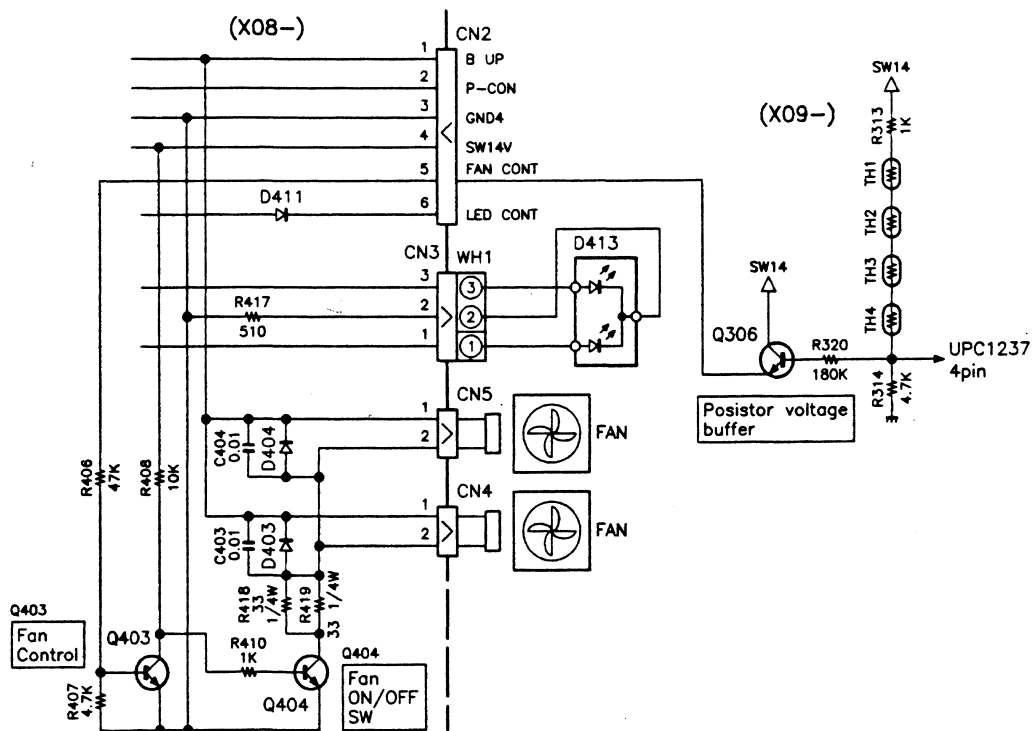 (X08-)
CN2
1 B UP
2 P-CON
3 GND4
4 SW14V
5 FAN CONT
6 LED CONT
D411
(X09-)
SW14
R313
1K
TH1
TH2
TH3
TH4
CN3 WH1
3 3
2 2
1 1
R417
510
D413
SW14
Q306
R320
180K
R314
4.7K
UPC1237
4pin
Posistor voltage
buffer
CN5
1
2
FAN
C404
0.01
D404
R406
47K
R408
10K
CN4
1
2
FAN
C403
0.01
D403
R418
33
1/4W
R419
33 1/4W
Q403
Fan
Control
Q403
R407
4.7K
R410
1K
Q404
Q404
Fan
ON/OFF
SW